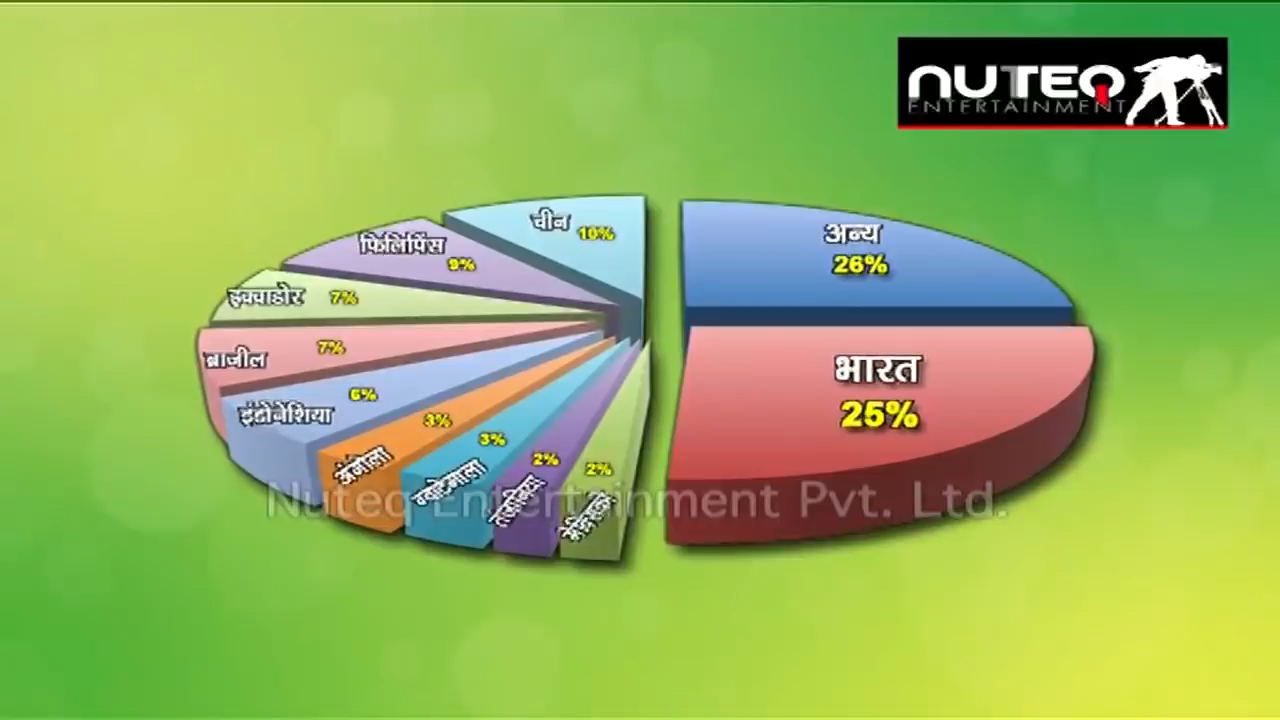 NUTEQ
ENTERTAINMENT
चीन
10%
अन्य
26%
फिलिपिंस
9%
इक्वाडोर 7%
ब्राजील 7%
भारत
25%
इंडोनेशिया 6%
अंगोला 3%
3%
2%
2%
Nuteq Entertainment Pvt. Ltd.